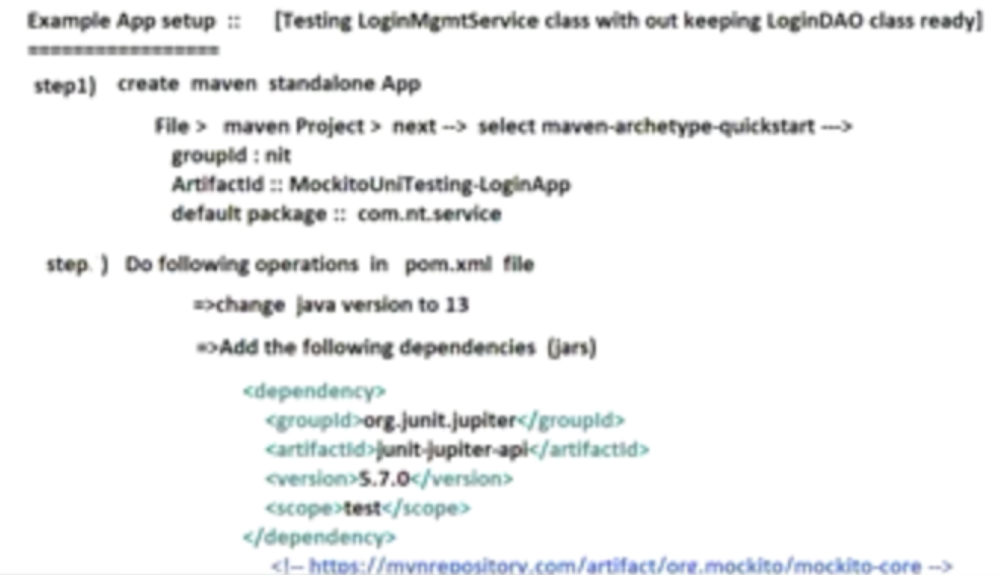 Example App setup :: [Testing LoginMgmtService class with out keeping LoginDAO class ready]
=================
step1) create maven standalone App
File > maven Project > next --> select maven-archetype-quickstart --->
groupId : nit
ArtifactId :: MockitoUniTesting-LoginApp
default package :: com.nt.service
step ) Do following operations in pom.xml file
=>change java version to 13
=>Add the following dependencies (jars)
<dependency>
<groupId>org.junit.jupiter</groupId>
<artifactId>junit-jupiter-api</artifactId>
<version>5.7.0</version>
<scope>test</scope>
</dependency>
<!-- https://mvnrepository.com/artifact/org.mockito/mockito-core -->